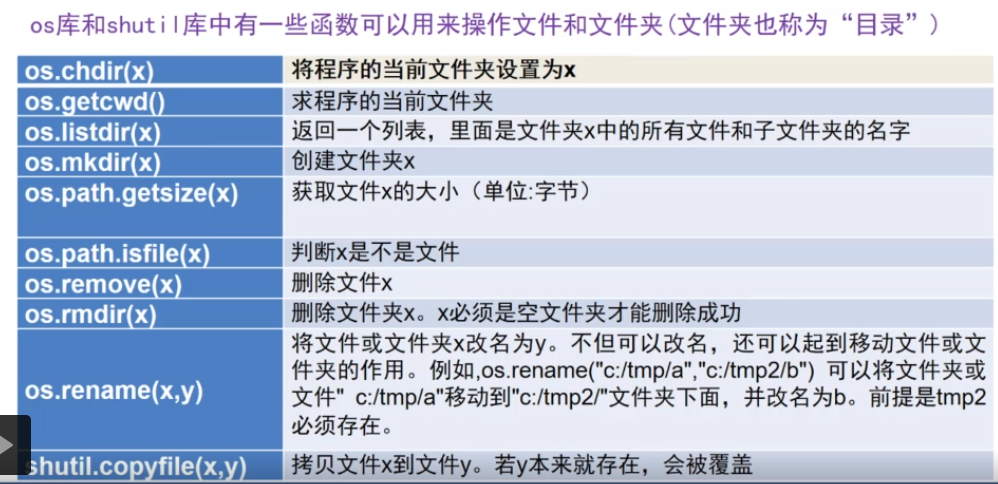 os库和shutil库中有一些函数可以用来操作文件和文件夹(文件夹也称为“目录”)
os.chdir(x) 将程序的当前文件夹设置为x
os.getcwd() 求程序的当前文件夹
os.listdir(x) 返回一个列表，里面是文件夹x中的所有文件和子文件夹的名字
os.mkdir(x) 创建文件夹x
os.path.getsize(x) 获取文件x的大小（单位:字节）
os.path.isfile(x) 判断x是不是文件
os.remove(x) 删除文件x
os.rmdir(x) 删除文件夹x。x必须是空文件夹才能删除成功
os.rename(x,y)
将文件或文件夹x改名为y。不但可以改名，还可以起到移动文件或文
件夹的作用。例如,os.rename("c:/tmp/a","c:/tmp2/b") 可以将文件夹或
文件" c:/tmp/a"移动到"c:/tmp2/"文件夹下面，并改名为b。前提是tmp2
必须存在。
shutil.copyfile(x,y) 拷贝文件x到文件y。若y本来就存在，会被覆盖